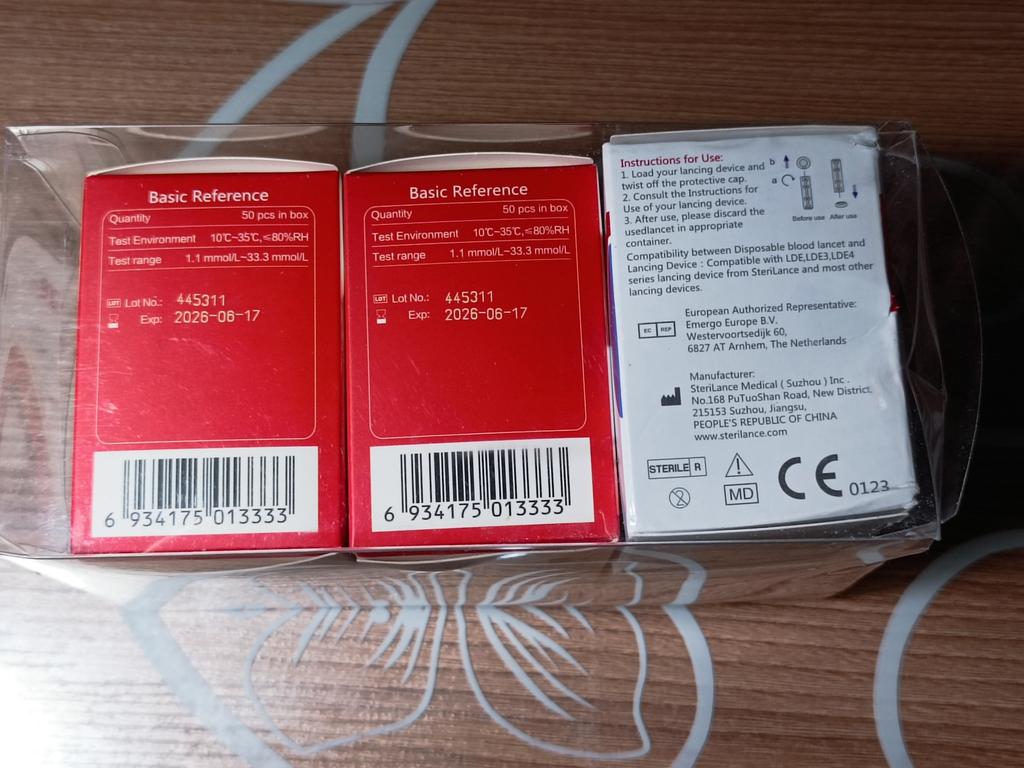 Basic Reference
Quantity 50 pcs in box
Test Environment 10℃~35℃,≤80%RH
Test range 1.1 mmol/L~33.3 mmol/L
LOT Lot No.: 445311
Exp: 2026-06-17
6 934175 013333
Basic Reference
Quantity 50 pcs in box
Test Environment 10℃~35℃,≤80%RH
Test range 1.1 mmol/L~33.3 mmol/L
LOT Lot No.: 445311
Exp: 2026-06-17
6 934175 013333
Instructions for Use:
1. Load your lancing device and
twist off the protective cap.
2. Consult the Instructions for
Use of your lancing device.
3. After use, please discard the
usedlancet in appropriate
container.
b
a
Before use After use
Compatibility between Disposable blood lancet and
Lancing Device : Compatible with LDE,LDE3,LDE4
series lancing device from SteriLance and most other
lancing devices.
EC REP
European Authorized Representative:
Emergo Europe B.V.
Westervoortsedijk 60,
6827 AT Arnhem, The Netherlands
Manufacturer:
SteriLance Medical ( Suzhou ) Inc .
No.168 PuTuoShan Road, New District,
215153 Suzhou, Jiangsu,
PEOPLE'S REPUBLIC OF CHINA
www.sterilance.com
STERILE R
2
MD
CE 0123